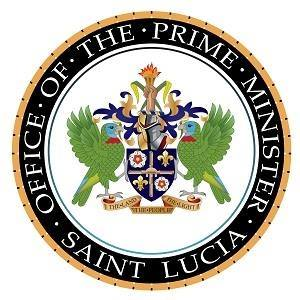 ·OFFICE·OF·THE·PRIME·MINISTER·
SAINT LUCIA
THE·LAND
THE·PEOPLE
THE·LIGHT